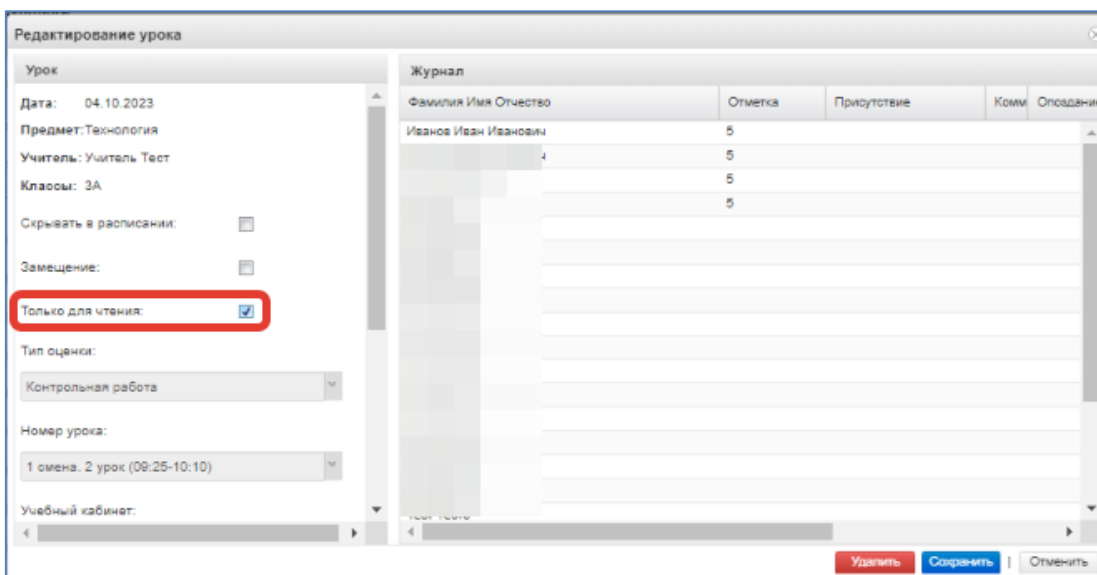 Редактирование урока
Урок
Дата: 04.10.2023
Предмет: Технология
Учитель: Учитель Тест
Классы: 3А
Скрывать в расписании:
Замещение:
Только для чтения:
Тип оценки:
Контрольная работа
Номер урока:
1 смена. 2 урок (09:25-10:10)
Учебный кабинет:
Журнал
Фамилия Имя Отчество Отметка Присутствие Комм Опоздание
Иванов Иван Иванович 5
5
5
5
Удалить Сохранить | Отменить